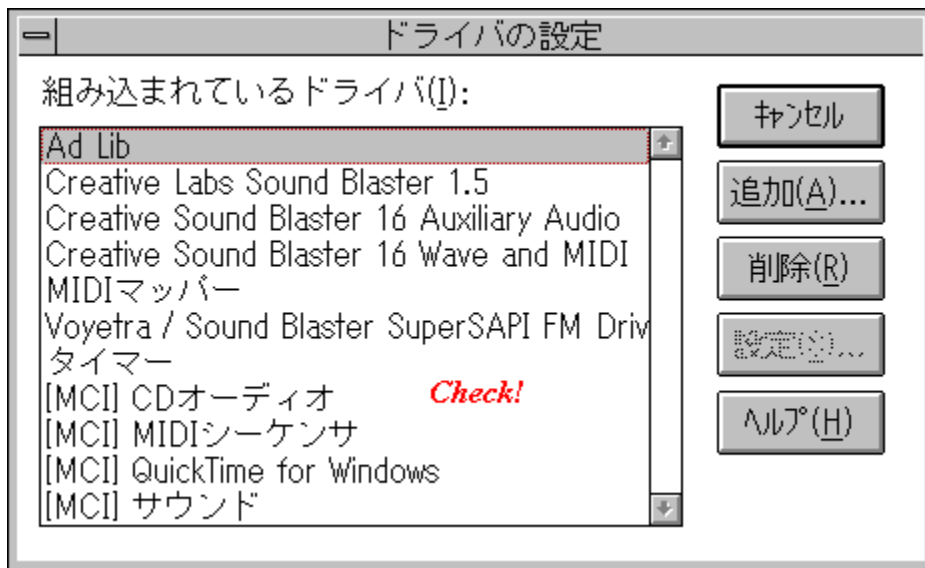 ドライバの設定
組み込まれているドライバ(I):
Ad Lib
Creative Labs Sound Blaster 1.5
Creative Sound Blaster 16 Auxiliary Audio
Creative Sound Blaster 16 Wave and MIDI
MIDIマッパー
Voyetra / Sound Blaster SuperSAPI FM Driv
タイマー
[MCI] CDオーディオ
Check!
[MCI] MIDIシーケンサ
[MCI] QuickTime for Windows
[MCI] サウンド
ｷｬﾝｾﾙ
追加(A)...
削除(R)
設定(S)...
ﾍﾙﾌﾟ(H)